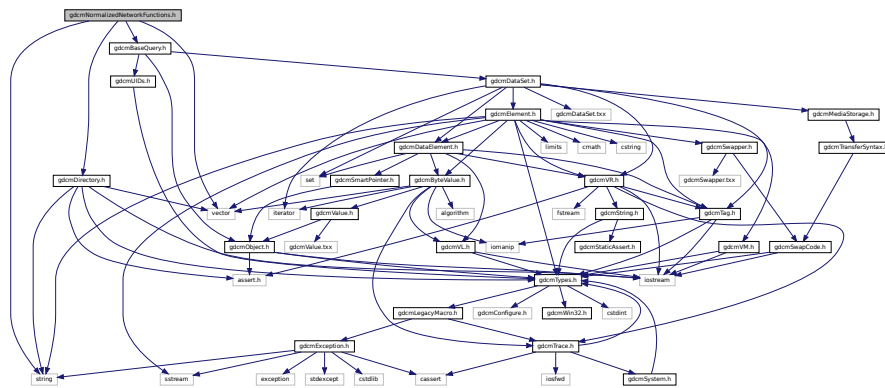 gdcmNormalizedNetworkFunctions.h
gdcmBaseQuery.h
gdcmUIDs.h
gdcmDataSet.h
gdcmElement.h
gdcmDataSet.txx
gdcmMediaStorage.h
gdcmDataElement.h
limits
cmath
cstring
gdcmSwapper.h
gdcmTransferSyntax.
gdcmDirectory.h
set
gdcmSmartPointer.h
gdcmByteValue.h
gdcmVR.h
gdcmSwapper.txx
vector
iterator
gdcmValue.h
algorithm
fstream
gdcmString.h
gdcmTag.h
gdcmObject.h
gdcmValue.txx
gdcmVL.h
iomanip
gdcmStaticAssert.h
gdcmVM.h
gdcmSwapCode.h
assert.h
gdcmTypes.h
iostream
gdcmLegacyMacro.h
gdcmConfigure.h
gdcmWin32.h
cstdint
gdcmException.h
gdcmTrace.h
string
sstream
exception
stdexcept
cstdlib
cassert
iosfwd
gdcmSystem.h